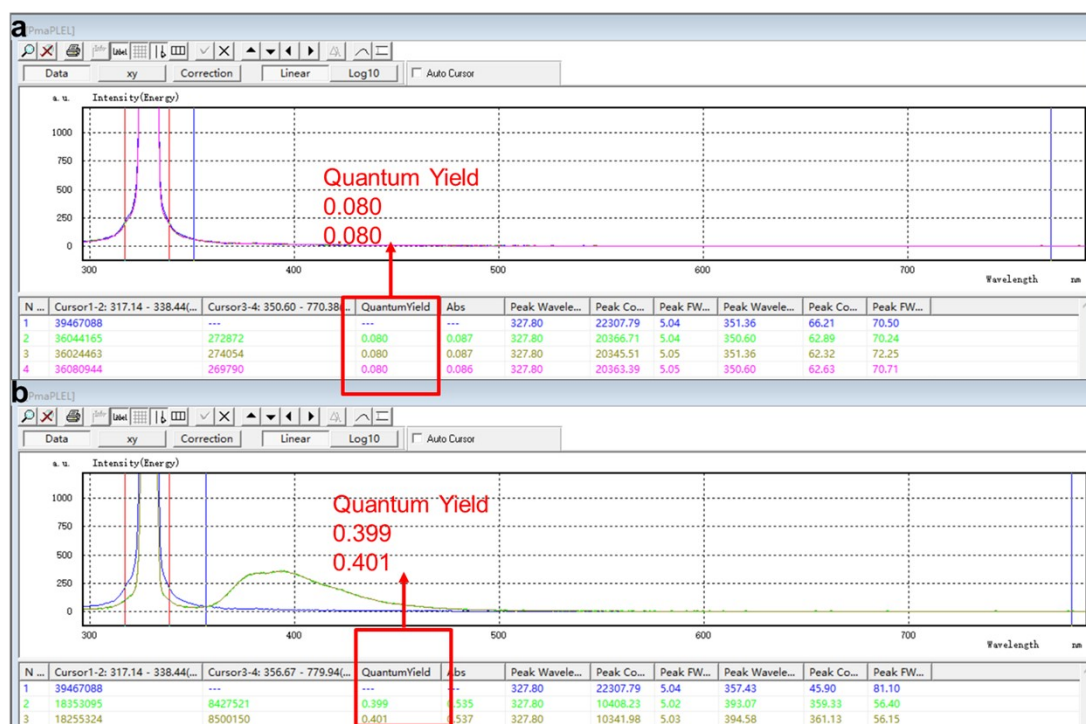 a
[PmaPLEL]
Data xy Correction Linear Log10 Auto Cursor
a. u. Intensity(Energy)
1000
750
500
250
0
Quantum Yield
0.080
0.080
300 400 500 600 700
Wavelength nm
N ... Cursor1-2: 317.14 - 338.44(... Cursor3-4: 350.60 - 770.38(... QuantumYield Abs Peak Wavele... Peak Co... Peak FW... Peak Wavele... Peak Co... Peak FW...
1 39467088 --- --- --- 327.80 22307.79 5.04 351.36 66.21 70.50
2 36044165 272872 0.080 0.087 327.80 20366.71 5.04 350.60 62.89 70.24
3 36024463 274054 0.080 0.087 327.80 20345.51 5.05 351.36 62.32 72.25
4 36080944 269790 0.080 0.086 327.80 20363.39 5.05 350.60 62.63 70.71
b
PmaPLEL]
Data xy Correction Linear Log10 Auto Cursor
a. u. Intensity(Energy)
1000
750
500
250
0
Quantum Yield
0.399
0.401
300 400 500 600 700
Wavelength nm
N ... Cursor1-2: 317.14 - 338.44(... Cursor3-4: 356.67 - 779.94(... QuantumYield Abs Peak Wavele... Peak Co... Peak FW... Peak Wavele... Peak Co... Peak FW...
1 39467088 --- --- --- 327.80 22307.79 5.04 357.43 45.90 81.10
2 18353095 8427521 0.399 0.535 327.80 10408.23 5.02 393.07 359.33 56.40
3 18255324 8500150 0.401 0.537 327.80 10341.98 5.03 394.58 361.13 56.15